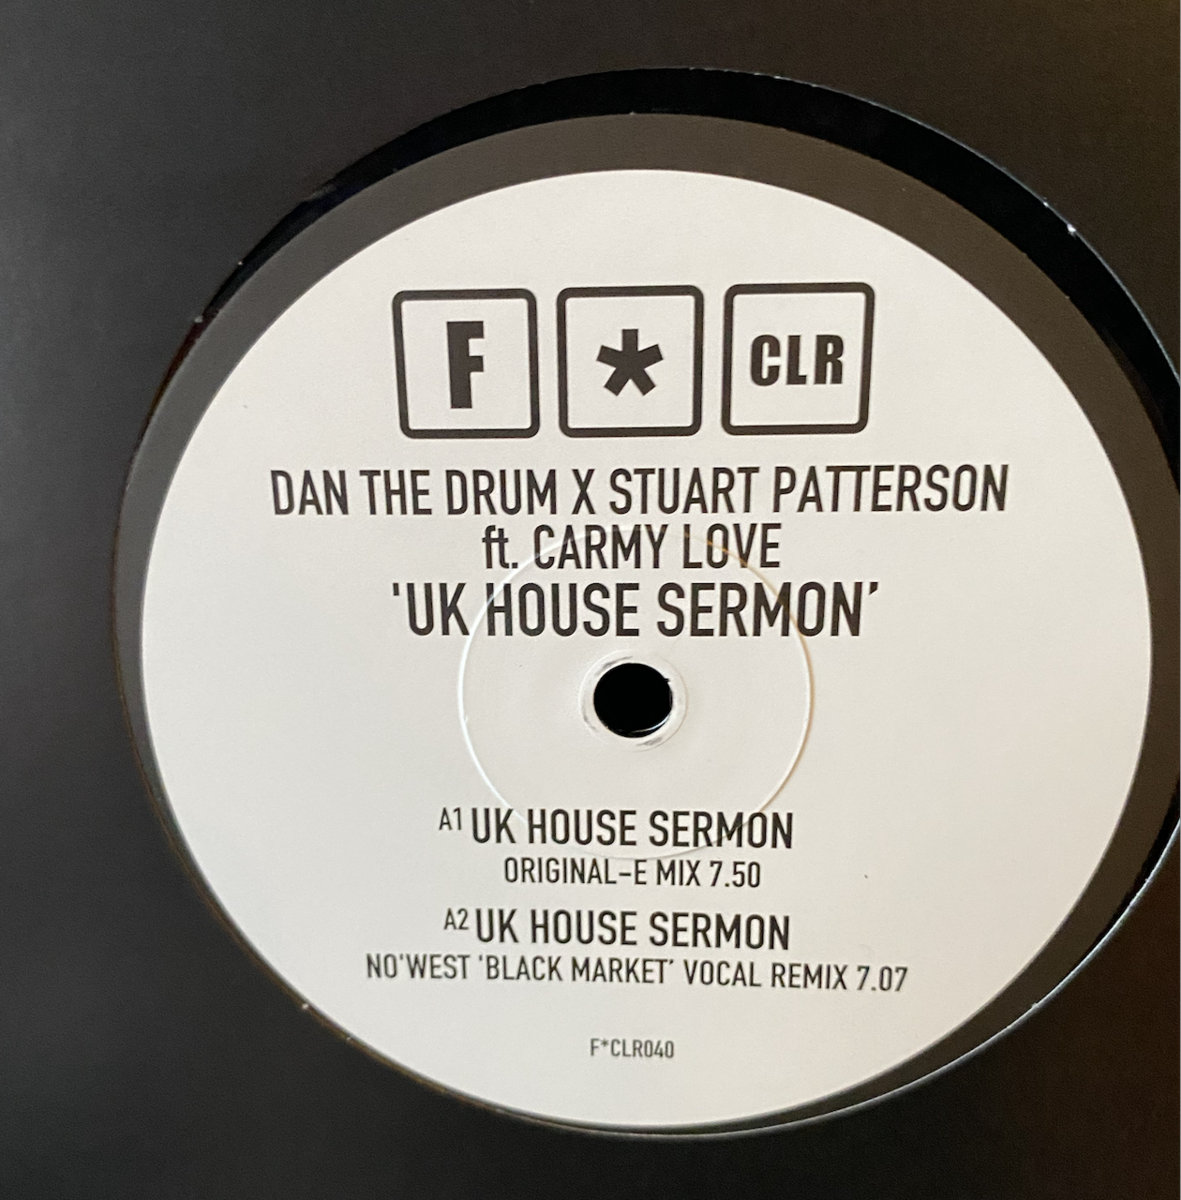 F * CLR
DAN THE DRUM X STUART PATTERSON
ft. CARMY LOVE
'UK HOUSE SERMON’
A1 UK HOUSE SERMON
ORIGINAL-E MIX 7.50
A2 UK HOUSE SERMON
NO'WEST ‘BLACK MARKET’ VOCAL REMIX 7.07
F*CLR040